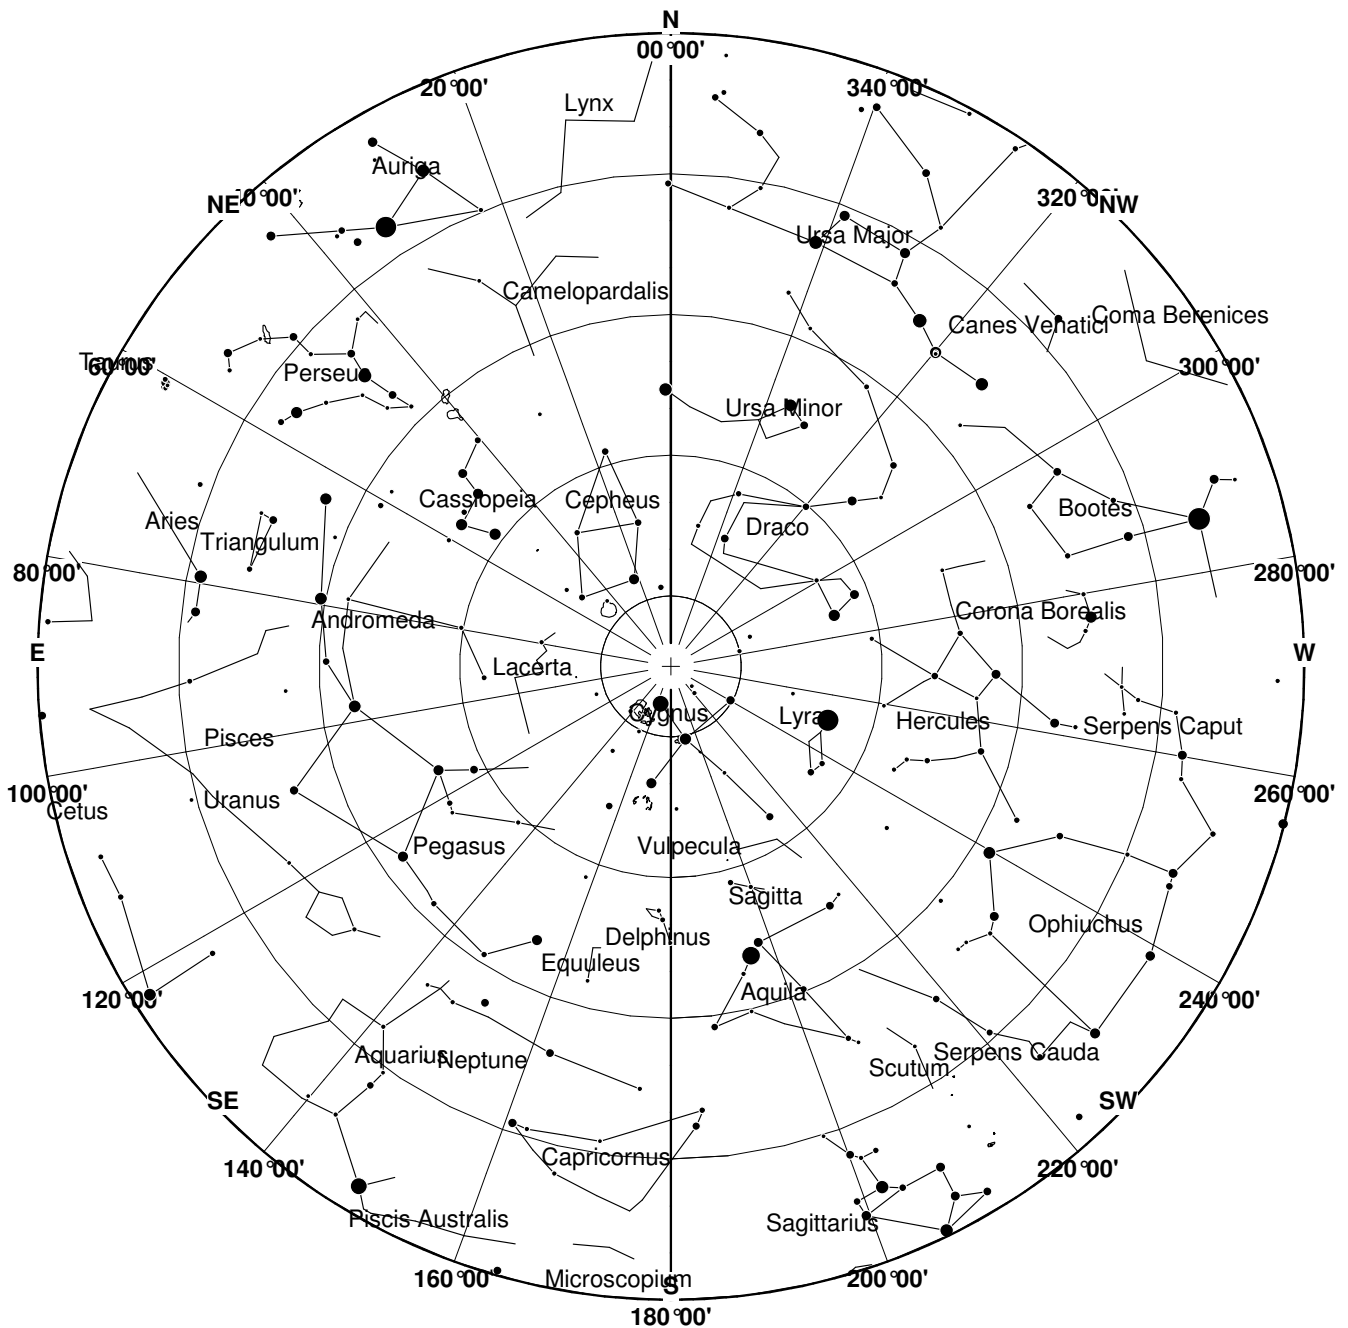 N
00°00'
20°00'
340°00'
Lynx
Auriga
NE
0°00'
320°00'
NW
Ursa Major
Camelopardalis
Canes Venatici
Coma Berenices
Taurus
60°00'
300°00'
Perseus
Ursa Minor
Cassiopeia
Cepheus
Bootes
Aries
Draco
Triangulum
80°00'
280°00'
Andromeda
Corona Borealis
E
W
Lacerta
Cygnus
Lyra
Hercules
Serpens Caput
Pisces
100°00'
Uranus
260°00'
Cetus
Pegasus
Vulpecula
Sagitta
Ophiuchus
Delphinus
Equuleus
120°00'
Aquila
240°00'
Aquarius
Neptune
Serpens Cauda
Scutum
SE
SW
Capricornus
140°00'
220°00'
Piscis Australis
Sagittarius
160°00'
Microscopium
S
200°00'
180°00'